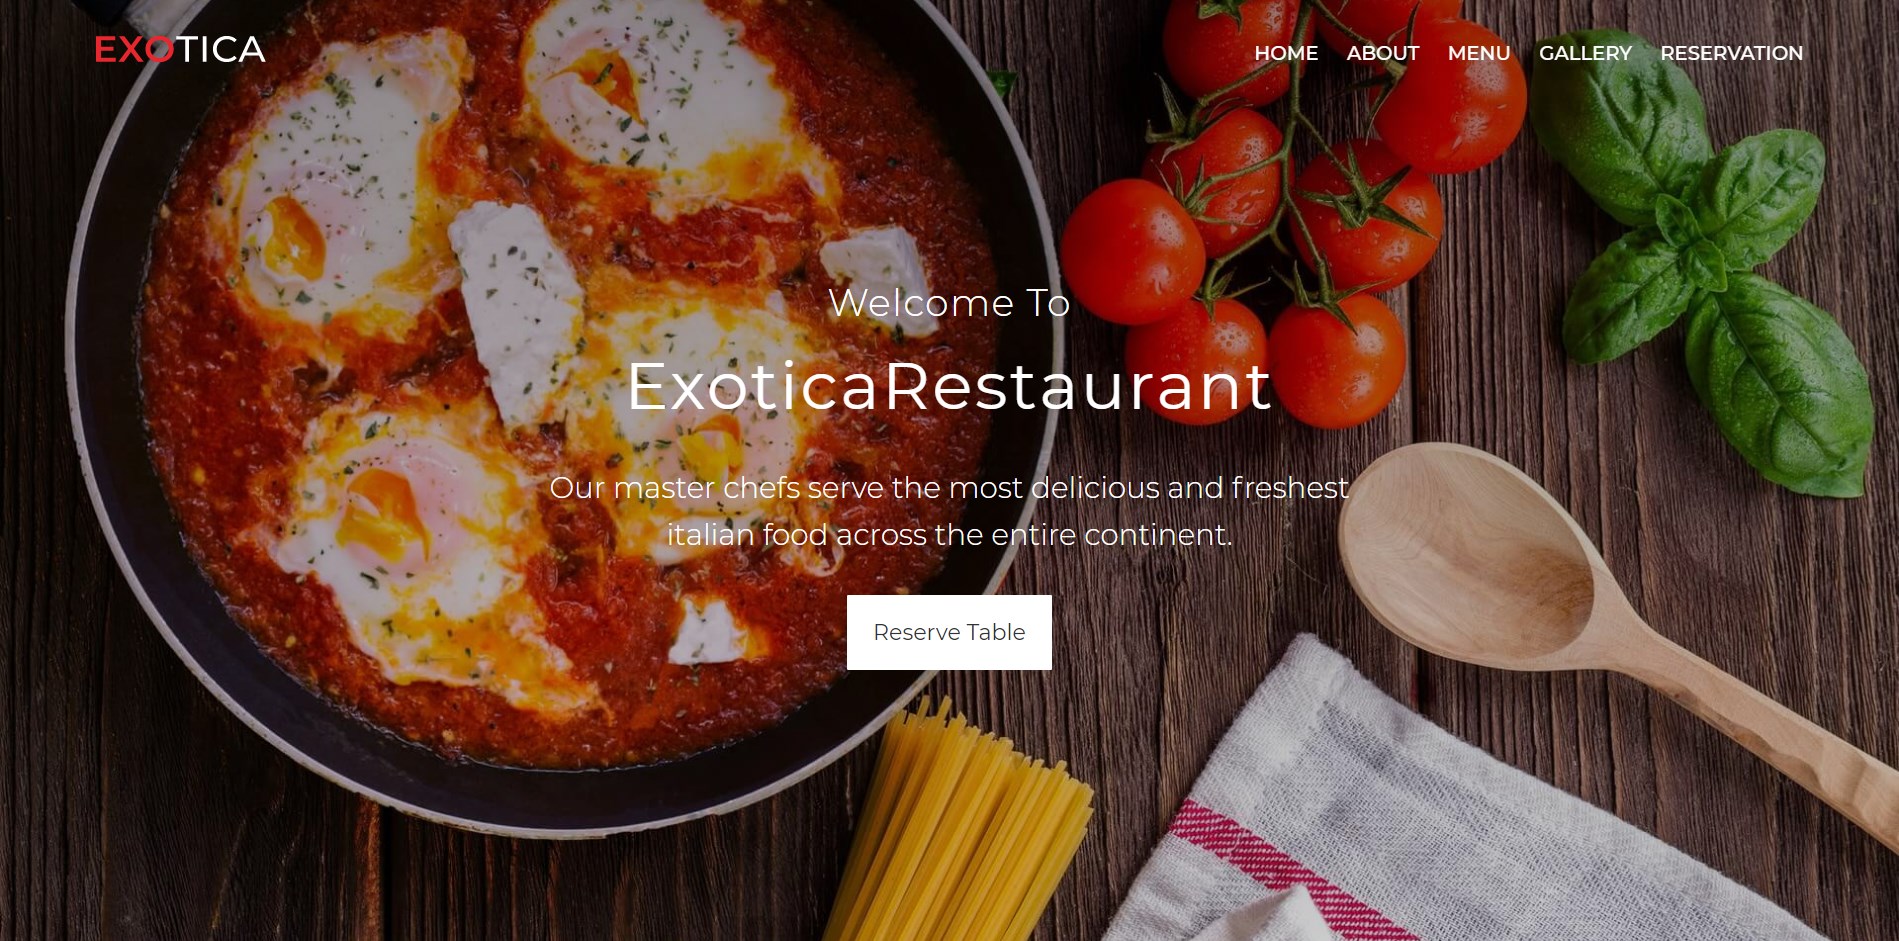 EXOTICA
HOME ABOUT MENU GALLERY RESERVATION
Welcome To
ExoticaRestaurant
Our master chefs serve the most delicious and freshest
italian food across the entire continent.
Reserve Table